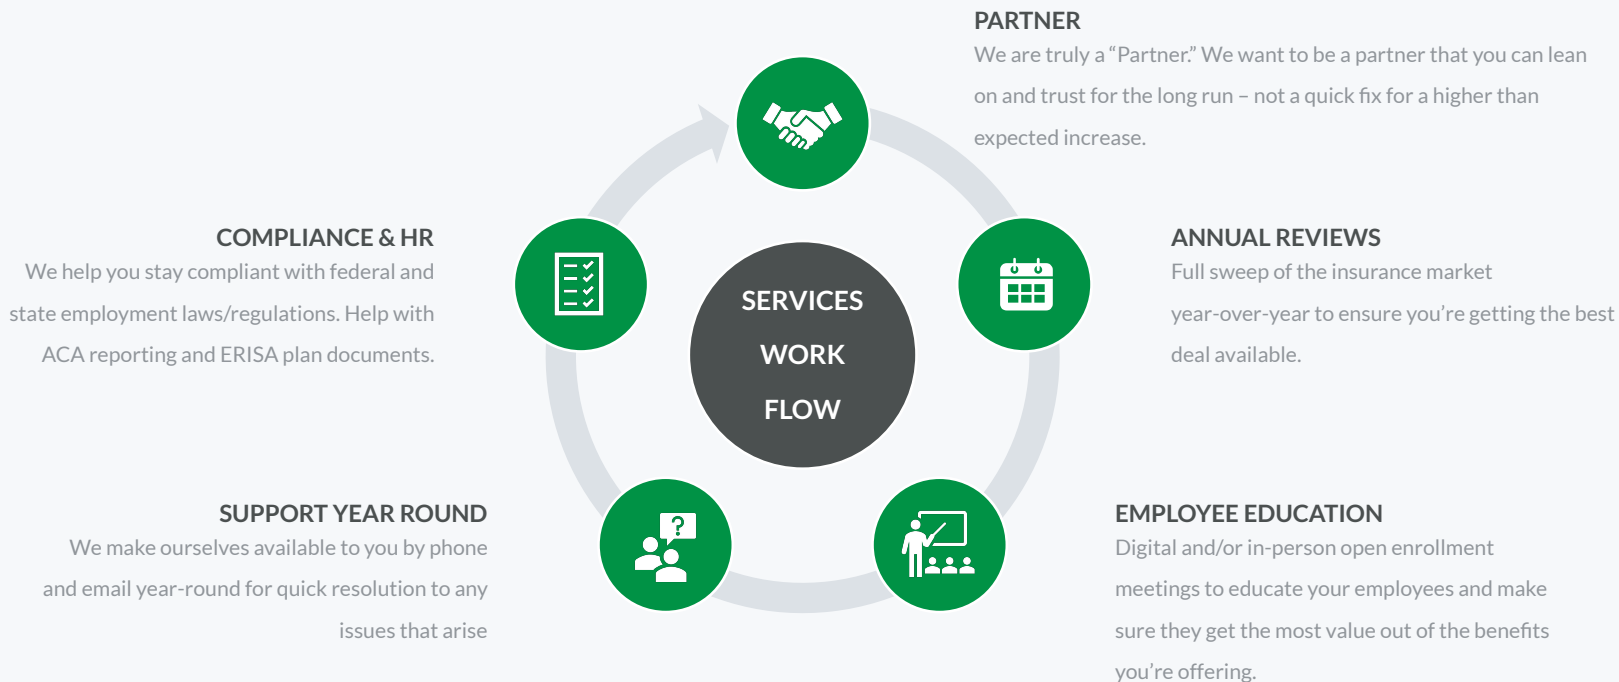 PARTNER
We are truly a “Partner.” We want to be a partner that you can lean
on and trust for the long run – not a quick fix for a higher than
expected increase.
ANNUAL REVIEWS
Full sweep of the insurance market
year-over-year to ensure you’re getting the best
deal available.
EMPLOYEE EDUCATION
Digital and/or in-person open enrollment
meetings to educate your employees and make
sure they get the most value out of the benefits
you’re offering.
SUPPORT YEAR ROUND
We make ourselves available to you by phone
and email year-round for quick resolution to any
issues that arise
COMPLIANCE & HR
We help you stay compliant with federal and
state employment laws/regulations. Help with
ACA reporting and ERISA plan documents.
SERVICES
WORK
FLOW
?